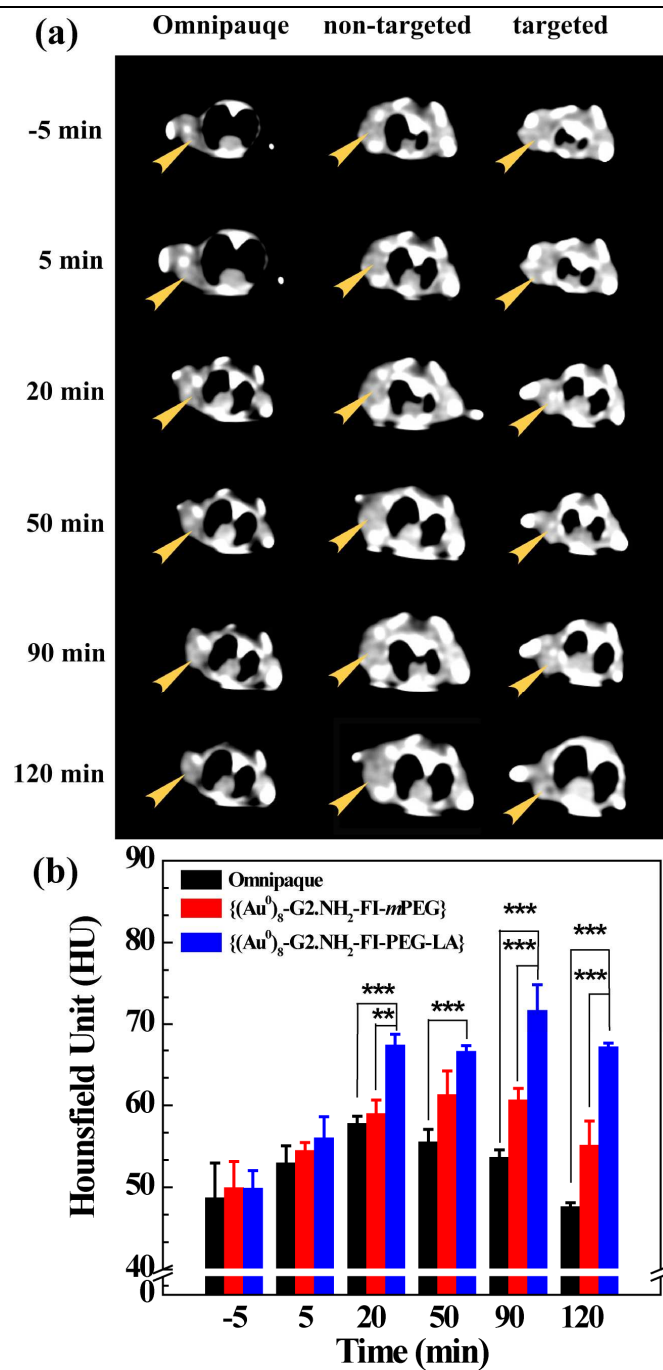 (a) Omnipauqe non-targeted targeted
-5 min
5 min
20 min
50 min
90 min
120 min
(b)
90
80
70
60
50
40
0
Hounsfield Unit (HU)
Omnipaque
{(Au⁰)₈-G2.NH₂-FI-mPEG}
{(Au⁰)₈-G2.NH₂-FI-PEG-LA}
*** ** *** *** *** *** ***
-5 5 20 50 90 120
Time (min)